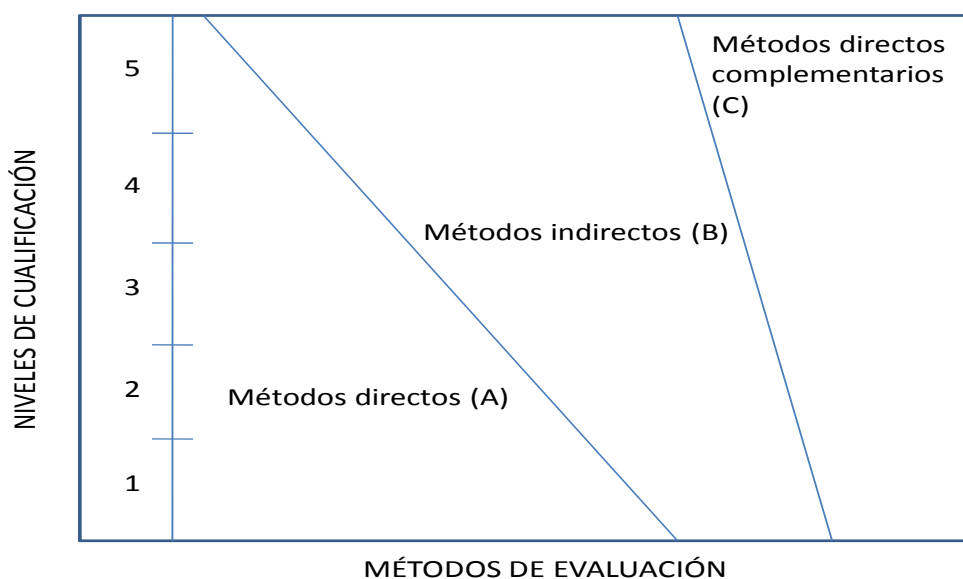 NIVELES DE CUALIFICACIÓN
5
4
3
2
1
Métodos directos
complementarios
(C)
Métodos indirectos (B)
Métodos directos (A)
MÉTODOS DE EVALUACIÓN